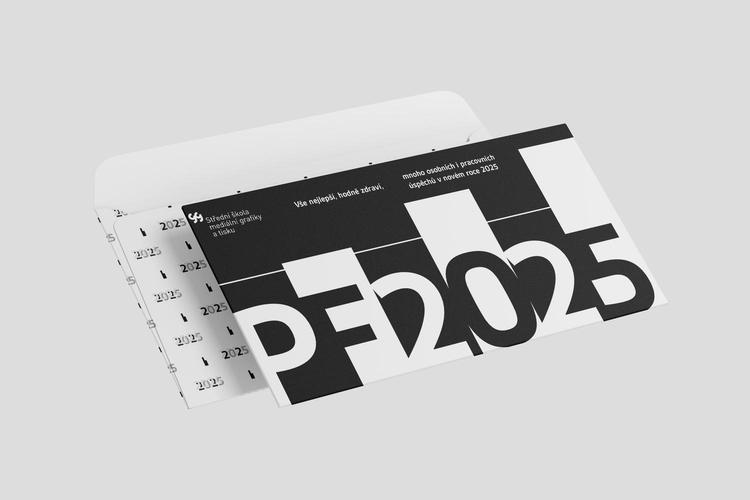 Střední škola
mediální grafiky
a tisku
Vše nejlepší, hodně zdraví,
mnoho osobních i pracovních
úspěchů v novém roce 2025
PF2025
2025
2025
2025
2025
2025
2025
2025
2025